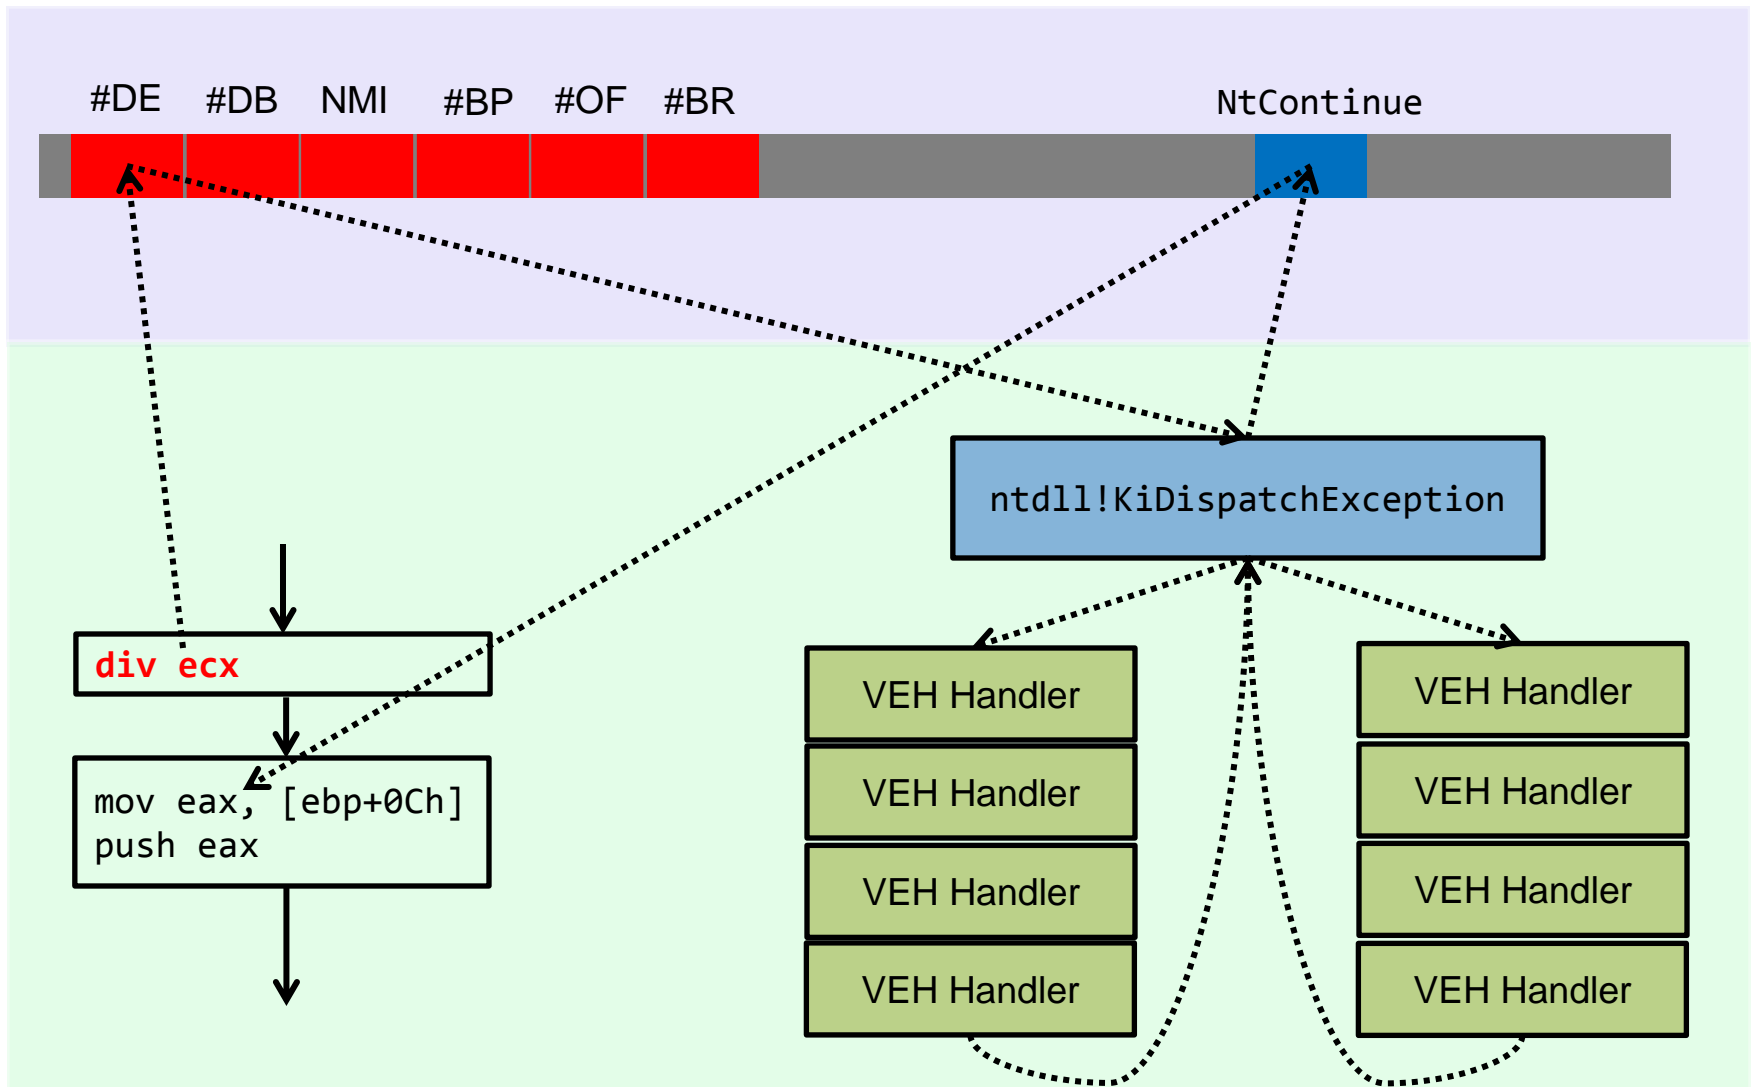 #DE #DB NMI #BP #OF #BR NtContinue
ntdll!KiDispatchException
div ecx
mov eax, [ebp+0Ch]
push eax
VEH Handler
VEH Handler
VEH Handler
VEH Handler
VEH Handler
VEH Handler
VEH Handler
VEH Handler